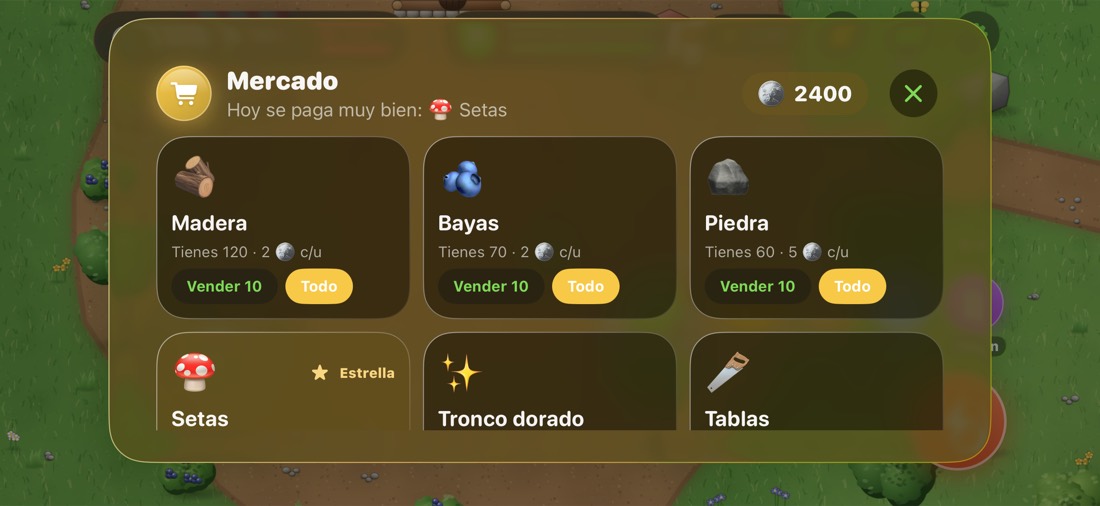 Mercado
Hoy se paga muy bien: Setas
2400
Madera
Tienes 120 · 2 c/u
Vender 10 Todo
Bayas
Tienes 70 · 2 c/u
Vender 10 Todo
Piedra
Tienes 60 · 5 c/u
Vender 10 Todo
Estrella
Setas
Tronco dorado
Tablas